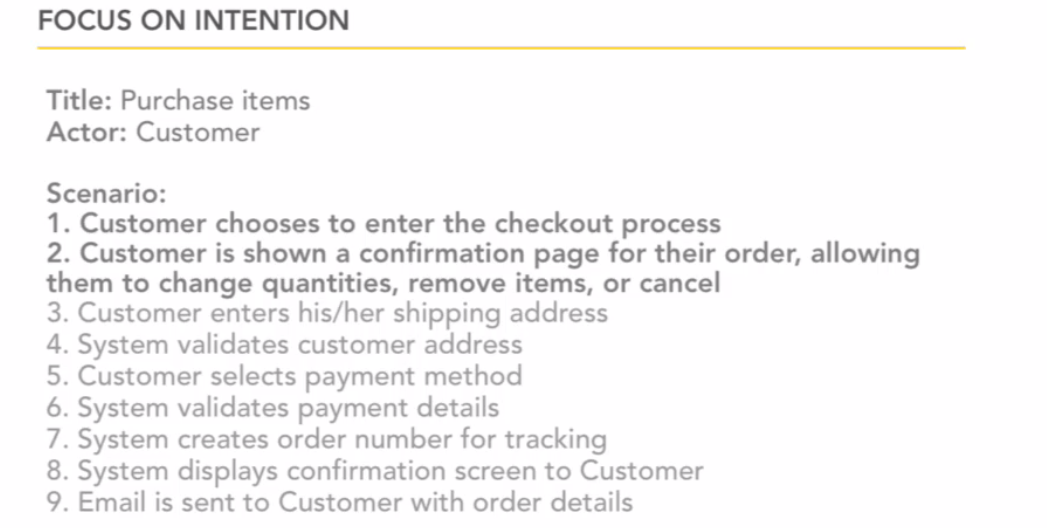 FOCUS ON INTENTION
Title: Purchase items
Actor: Customer
Scenario:
1. Customer chooses to enter the checkout process
2. Customer is shown a confirmation page for their order, allowing
them to change quantities, remove items, or cancel
3. Customer enters his/her shipping address
4. System validates customer address
5. Customer selects payment method
6. System validates payment details
7. System creates order number for tracking
8. System displays confirmation screen to Customer
9. Email is sent to Customer with order details